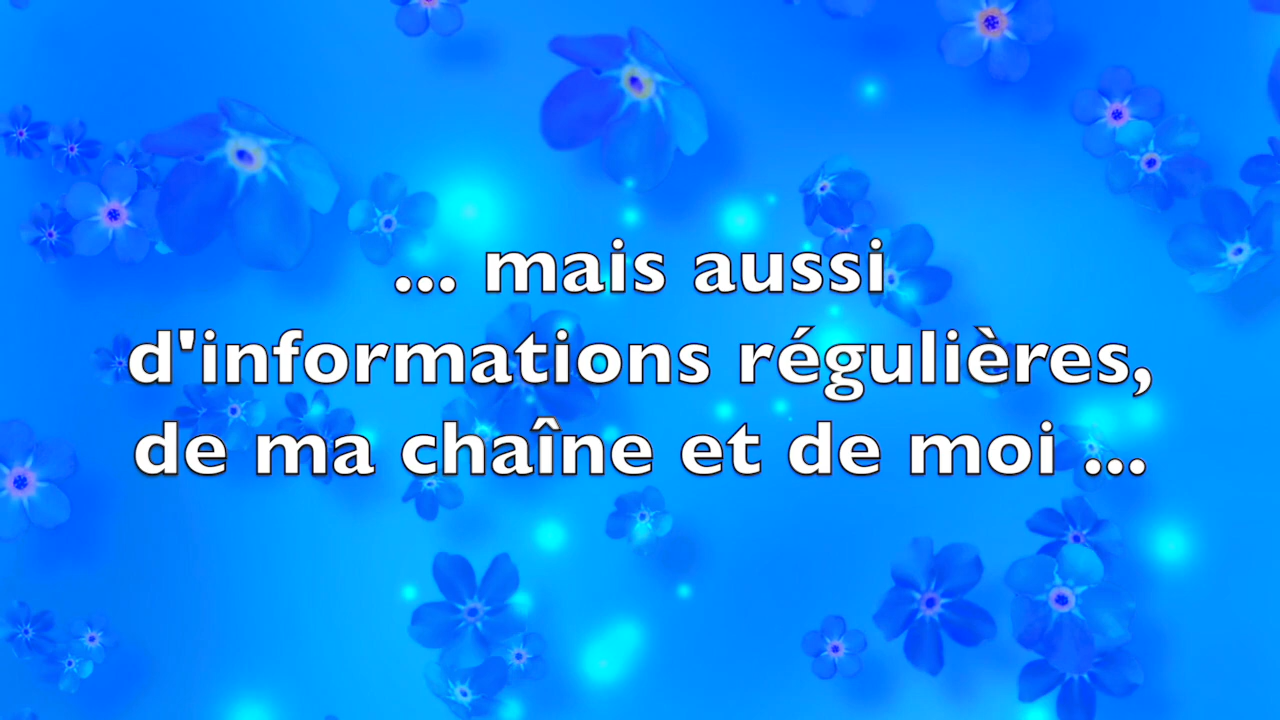 ... mais aussi
d'informations régulières,
de ma chaîne et de moi ...